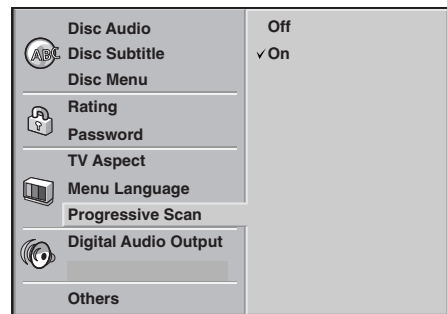 Disc Audio
ABC Disc Subtitle
Disc Menu
Rating
Password
TV Aspect
Menu Language
Progressive Scan
Digital Audio Output
Others
Off
✓On